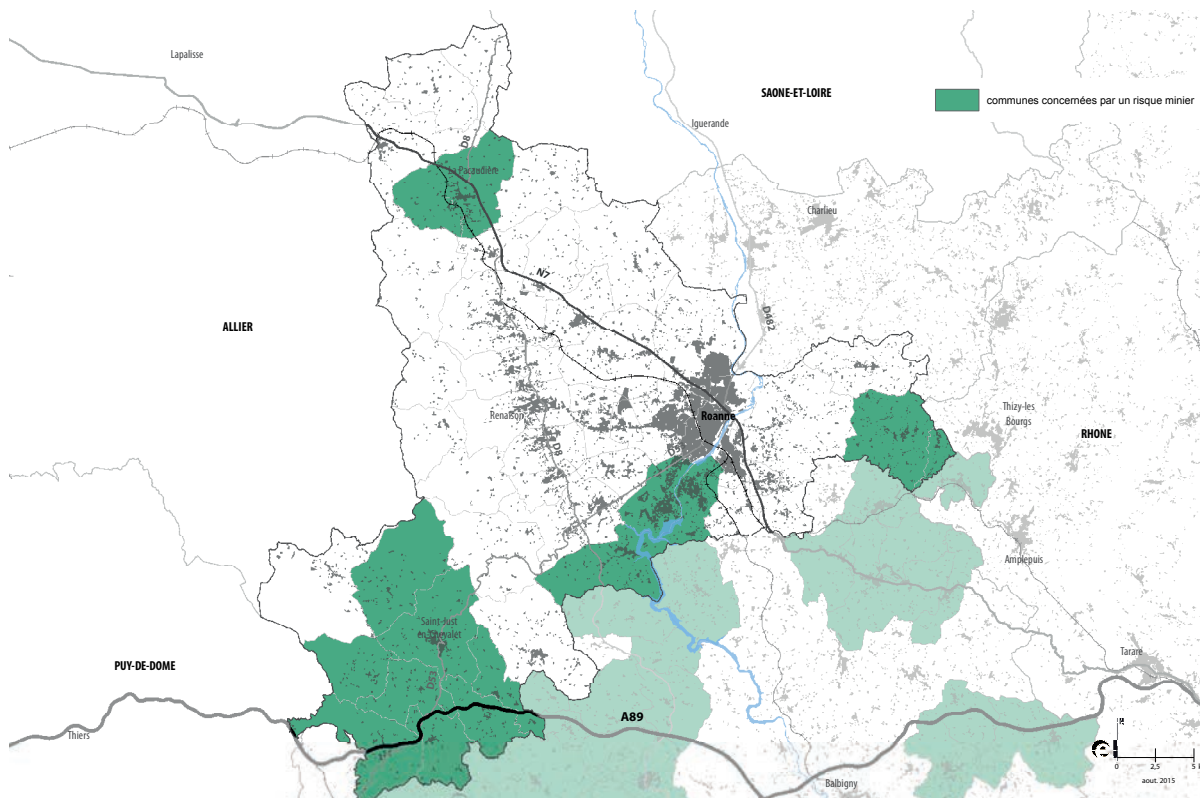 Lapalisse
SAONE-ET-LOIRE
communes concernées par un risque minier
Iguerande
D8
La Pacaudière
Charlieu
N7
ALLIER
D482
Renaison
Roanne
Thizy-les
Bourgs
RHONE
D8
Amplepuis
Saint-Just
en Chevalet
PUY-DE-DOME
Tarare
D53
A89
Thiers
Balbigny
0
2,5
5
aout. 2015